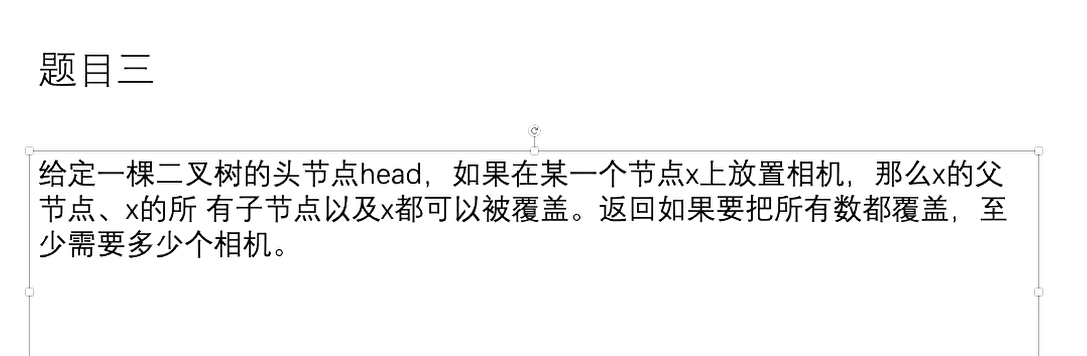 题目三
给定一棵二叉树的头节点head，如果在某一个节点x上放置相机，那么x的父
节点、x的所 有子节点以及x都可以被覆盖。返回如果要把所有数都覆盖，至
少需要多少个相机。